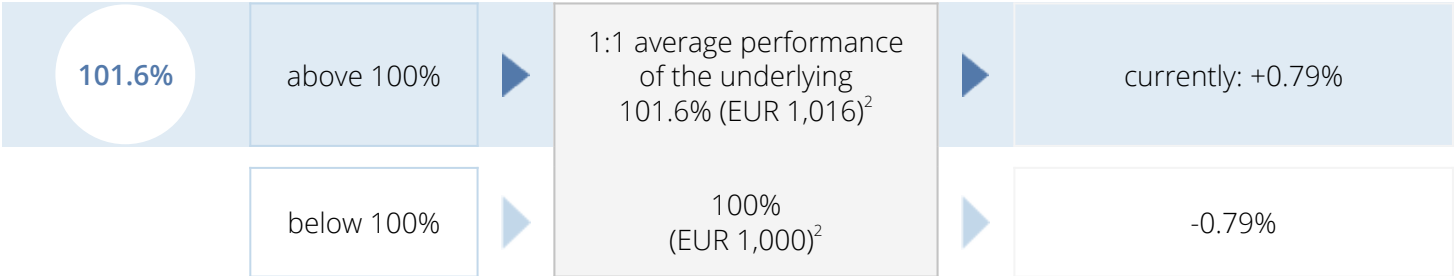 101.6%
above 100%
1:1 average performance
of the underlying
101.6% (EUR 1,016)2
currently: +0.79%
below 100%
100%
(EUR 1,000)2
-0.79%